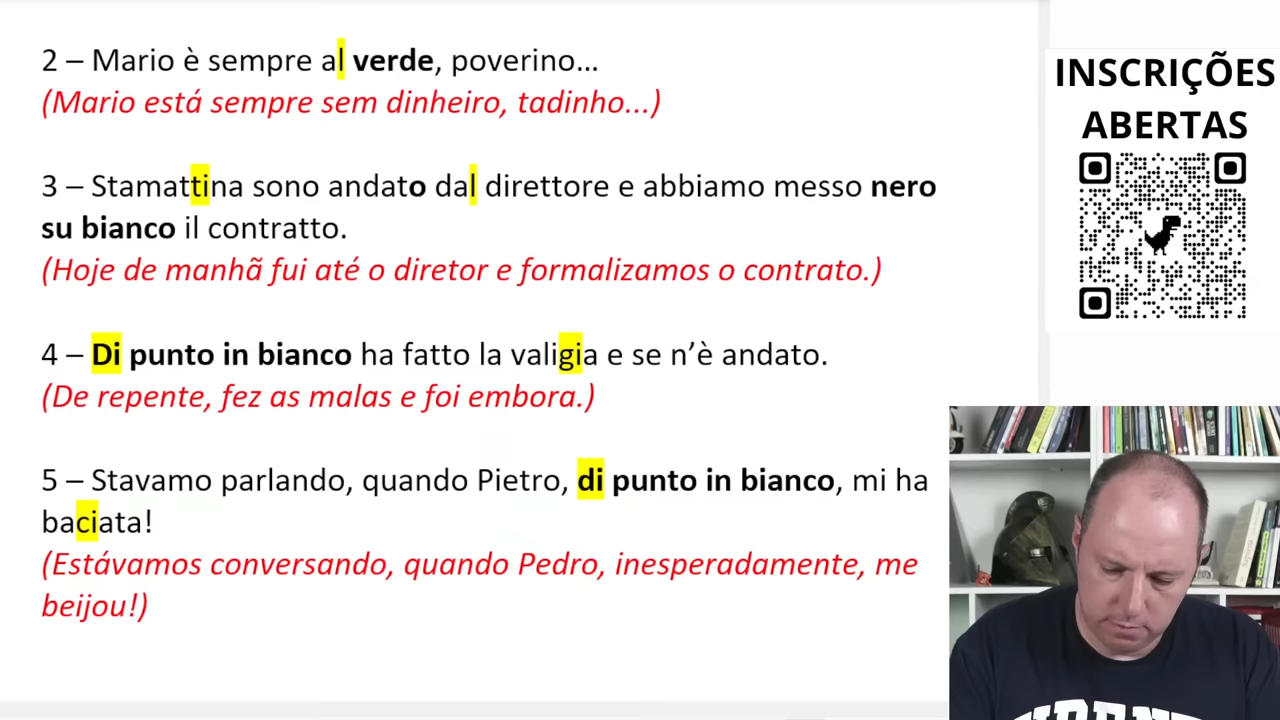 2 – Mario è sempre al verde, poverino...
(Mario está sempre sem dinheiro, tadinho...)
3 – Stamattina sono andato dal direttore e abbiamo messo nero
su bianco il contratto.
(Hoje de manhã fui até o diretor e formalizamos o contrato.)
4 – Di punto in bianco ha fatto la valigia e se n’è andato.
(De repente, fez as malas e foi embora.)
5 – Stavamo parlando, quando Pietro, di punto in bianco, mi ha
baciata!
(Estávamos conversando, quando Pedro, inesperadamente, me
beijou!)
INSCRIÇÕES
ABERTAS